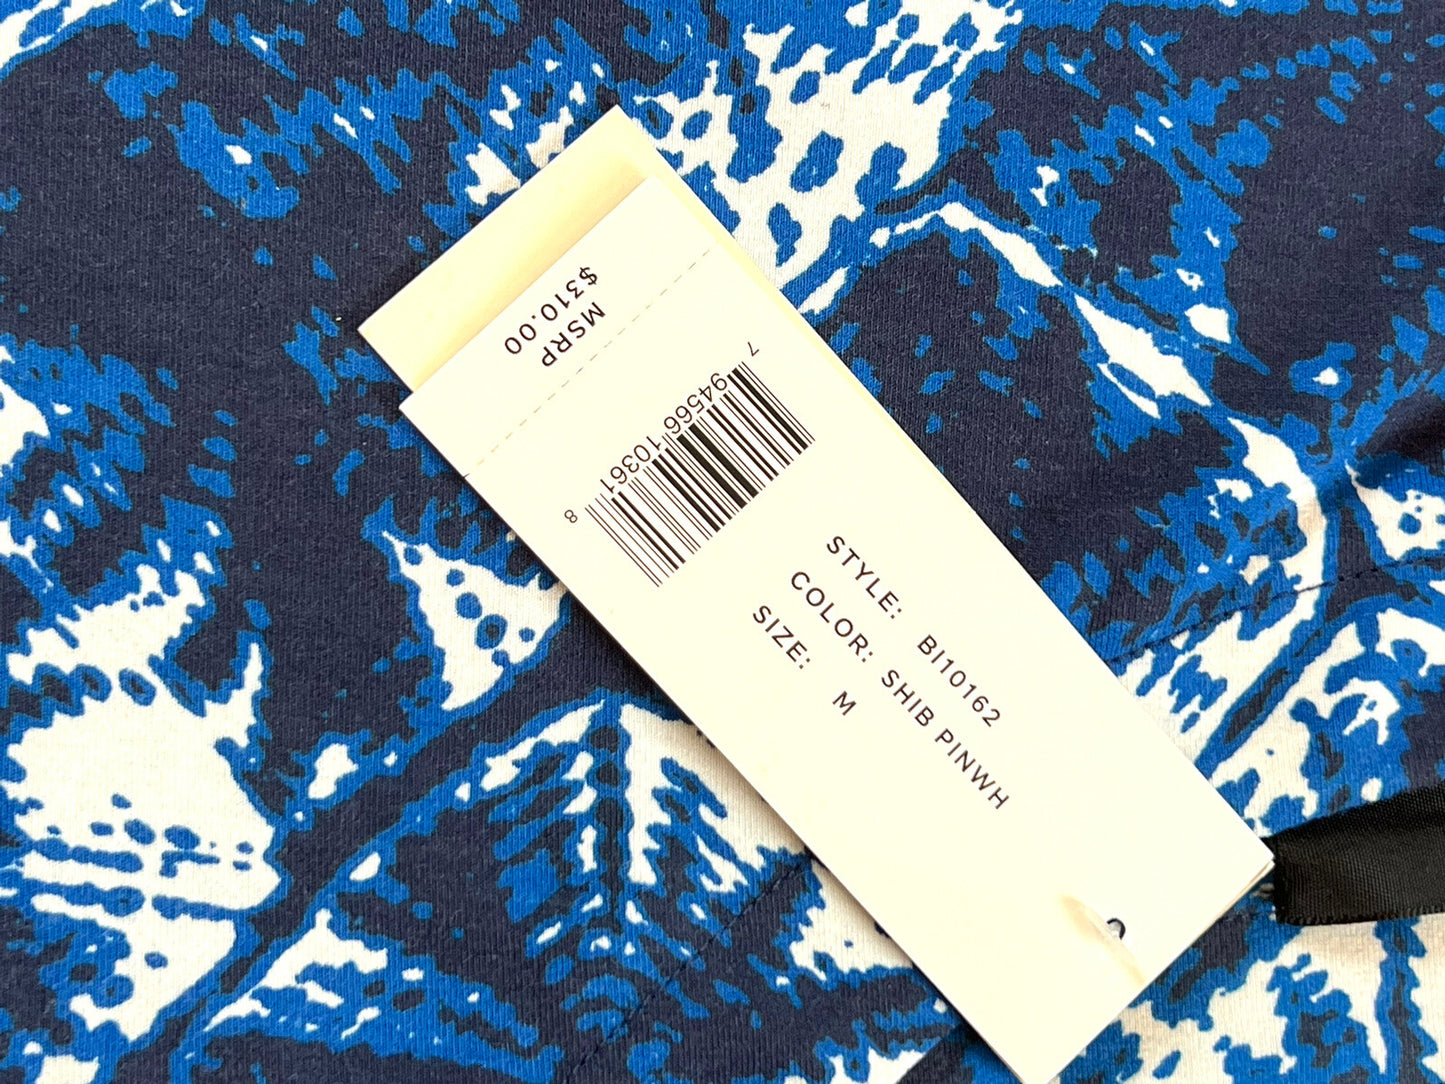 STYLE: BI10162
COLOR: SHIB PINWH
SIZE: M
7 94566 10361 8
MSRP
$310.00